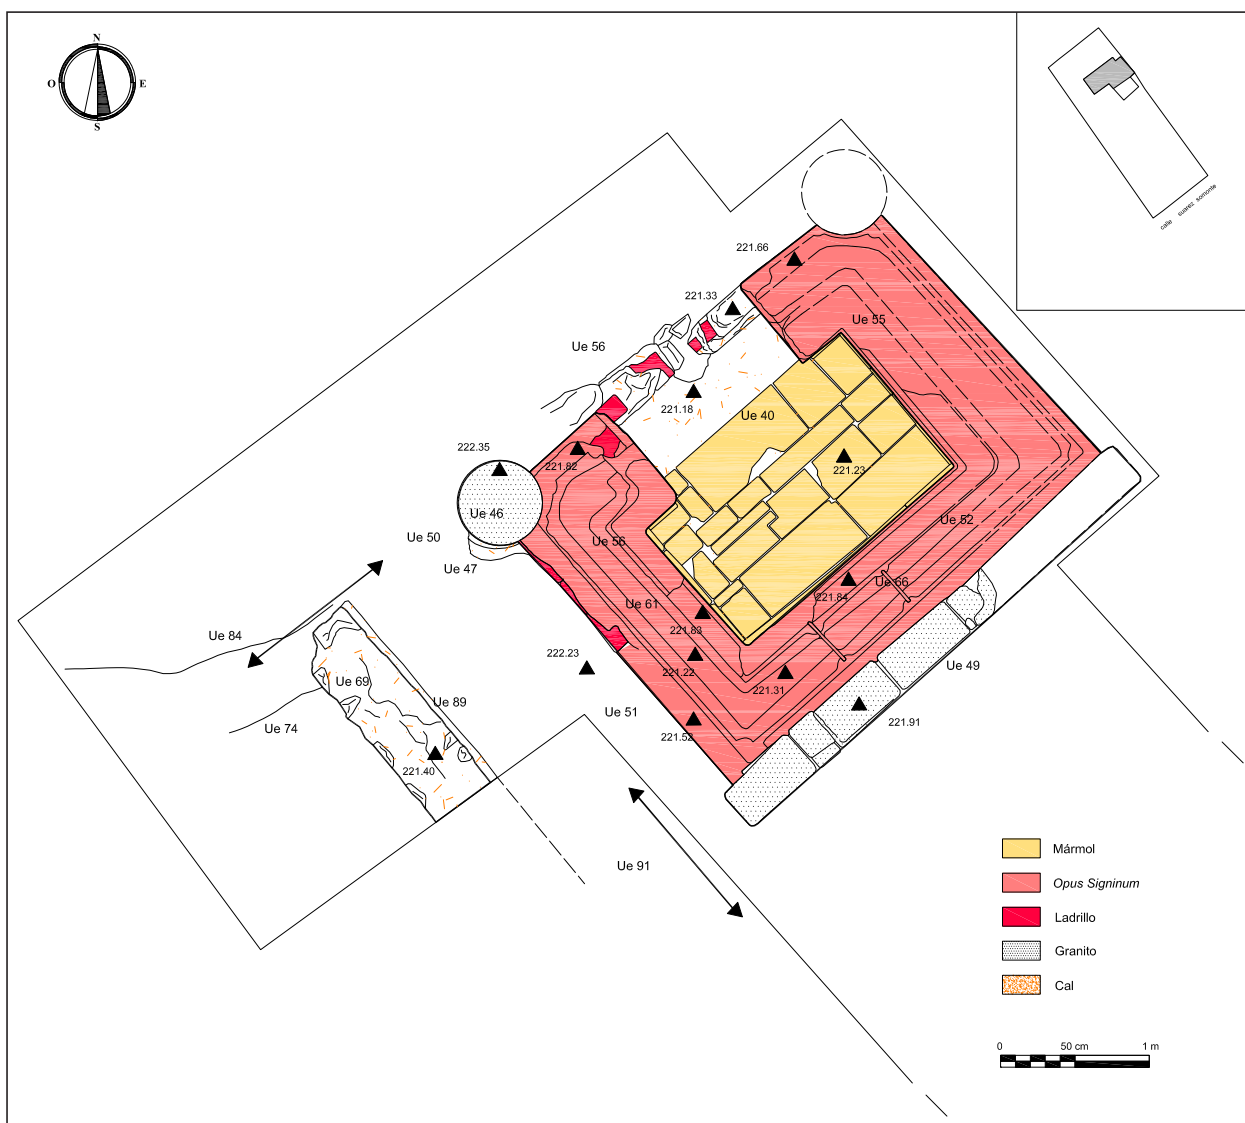 N
O
E
S
calle suarez somonte
221.66
221.33
Ue 55
Ue 56
221.18
Ue 40
222.35
221.82
221.23
Ue 46
Ue 52
Ue 50
Ue 56
Ue 47
Ue 66
221.84
Ue 61
221.83
Ue 84
222.23
221.22
Ue 49
Ue 69
221.31
Ue 89
Ue 51
221.91
Ue 74
221.52
221.40
Ue 91
Mármol
Opus Signinum
Ladrillo
Granito
Cal
0 50 cm 1 m